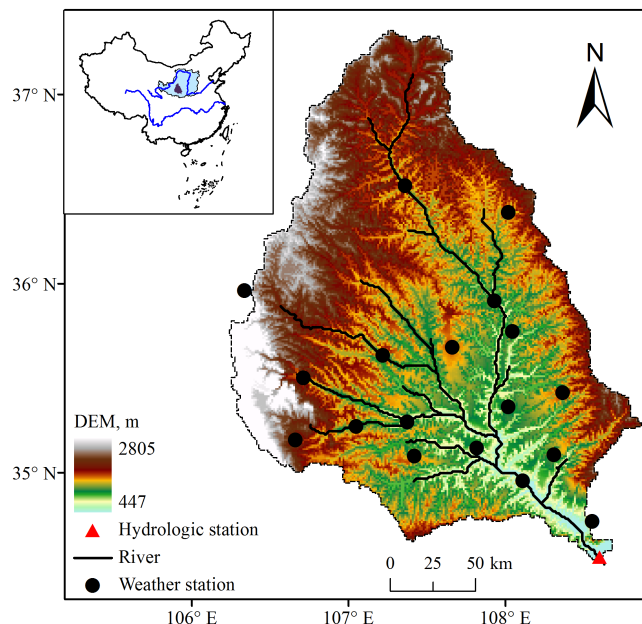 37° N
36° N
35° N
N
DEM, m
2805
447
Hydrologic station
River
Weather station
0 25 50 km
106° E 107° E 108° E